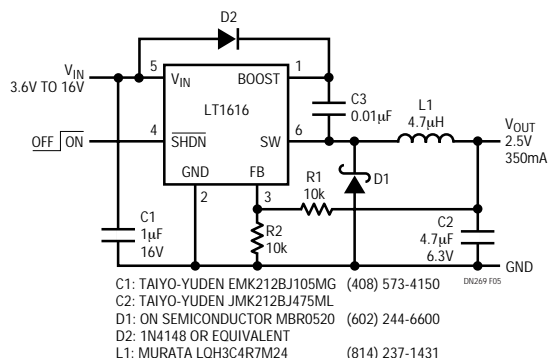 D2
VIN
3.6V TO 16V
5
VIN
BOOST
1
LT1616
C3
0.01µF
L1
4.7µH
OFF ON
4
SHDN
SW
6
VOUT
2.5V
350mA
GND
FB
2
3
R1
10k
D1
C1
1µF
16V
R2
10k
C2
4.7µF
6.3V
GND
DN269 F05
C1: TAIYO-YUDEN EMK212BJ105MG (408) 573-4150
C2: TAIYO-YUDEN JMK212BJ475ML
D1: ON SEMICONDUCTOR MBR0520 (602) 244-6600
D2: 1N4148 OR EQUIVALENT
L1: MURATA LQH3C4R7M24 (814) 237-1431